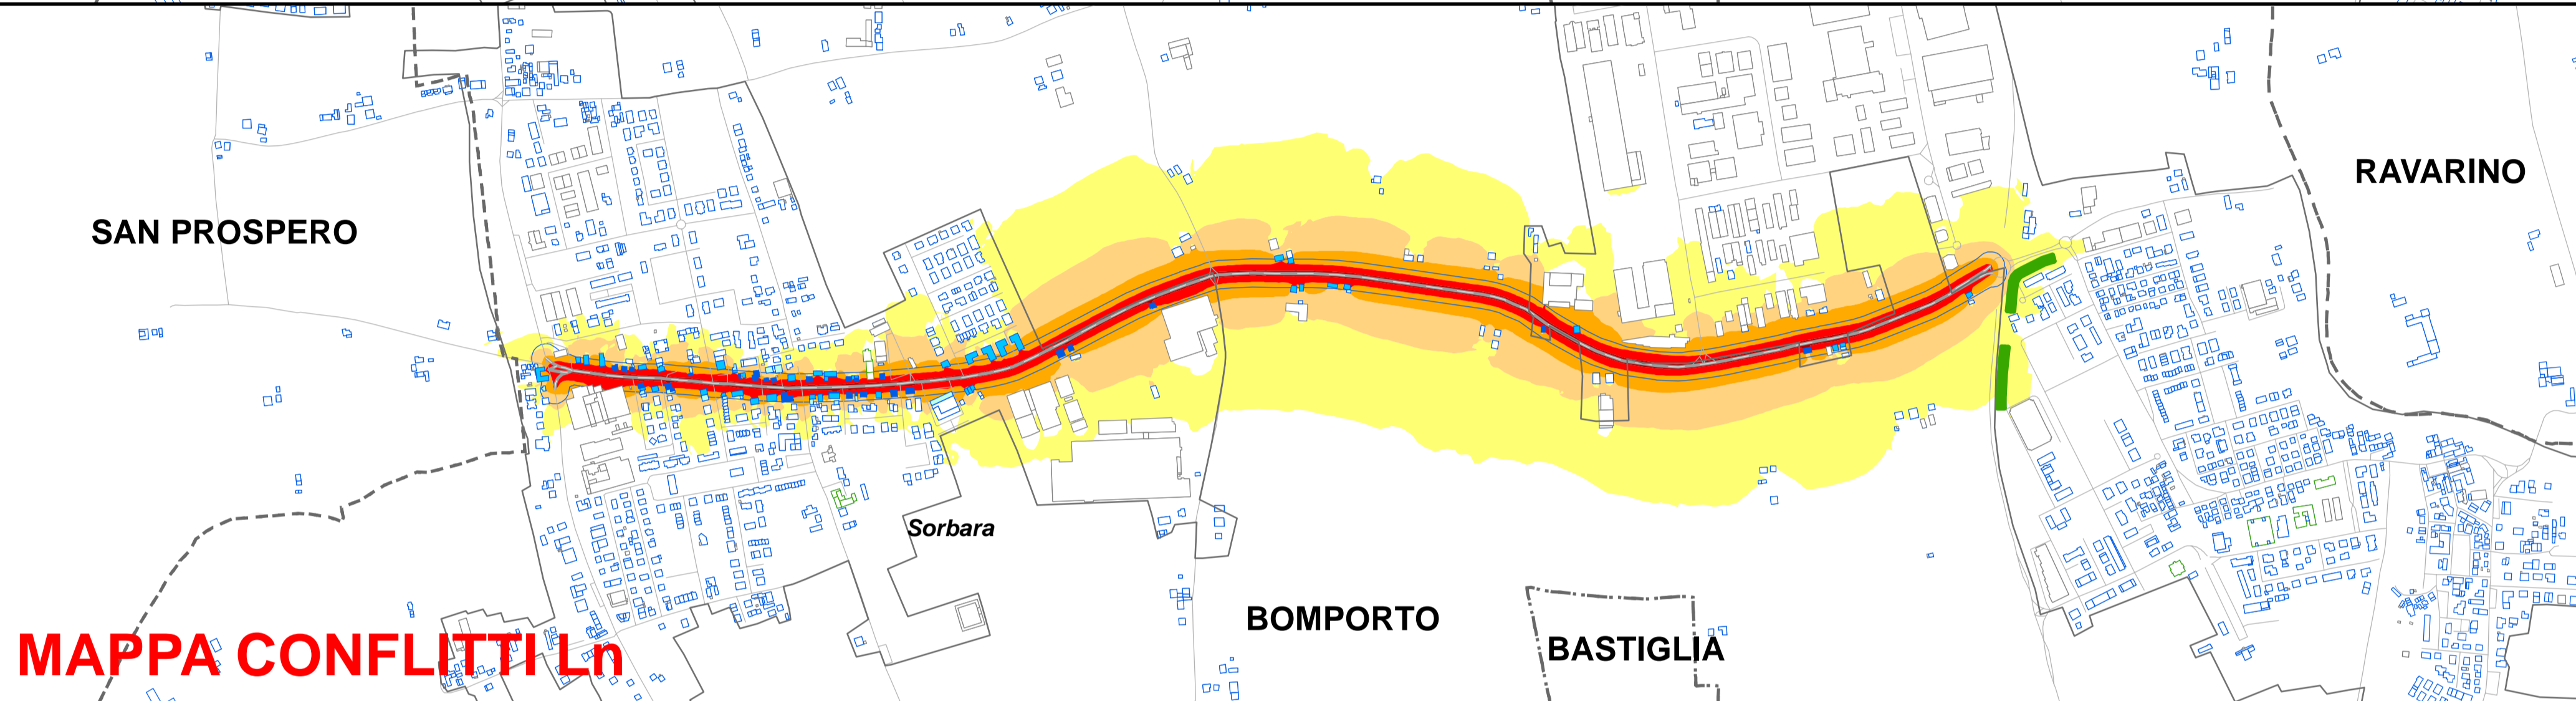 RAVARINO
SAN PROSPERO
Sorbara
BOMPORTO
BASTIGLIA
MAPPA CONFLITTI Ln